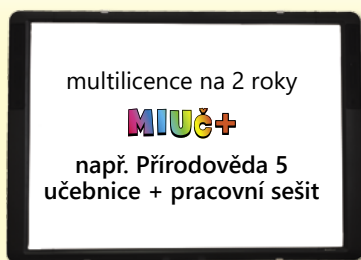 multilicence na 2 roky
MIUč+
např. Přírodověda 5
učebnice + pracovní sešit